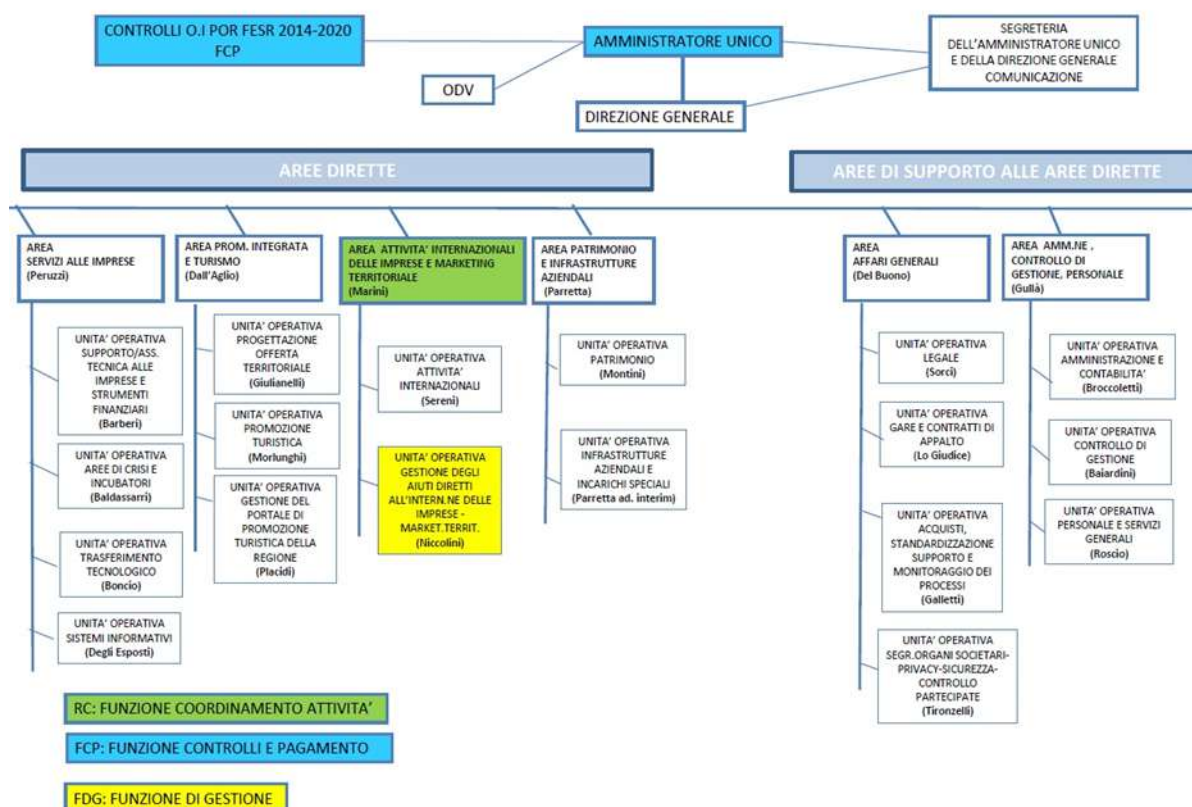 CONTROLLI O.I POR FESR 2014-2020
FCP
AMMINISTRATORE UNICO
SEGRETERIA
DELL'AMMINISTRATORE UNICO
E DELLA DIREZIONE GENERALE
COMUNICAZIONE
ODV
DIREZIONE GENERALE
AREE DIRETTE
AREE DI SUPPORTO ALLE AREE DIRETTE
AREA
SERVIZI ALLE IMPRESE
(Peruzzi)
AREA PROM. INTEGRATA
E TURISMO
(Dall'Aglio)
AREA ATTIVITA' INTERNAZIONALI
DELLE IMPRESE E MARKETING
TERRITORIALE
(Marini)
AREA PATRIMONIO
E INFRASTRUTTURE
AZIENDALI
(Parretta)
AREA
AFFARI GENERALI
(Del Buono)
AREA AMM.NE ,
CONTROLLO DI
GESTIONE, PERSONALE
(Gullà)
UNITA' OPERATIVA
SUPPORTO/ASS.
TECNICA ALLE
IMPRESE E
STRUMENTI
FINANZIARI
(Barberi)
UNITA' OPERATIVA
AREE DI CRISI E
INCUBATORI
(Baldassarri)
UNITA' OPERATIVA
TRASFERIMENTO
TECNOLOGICO
(Boncio)
UNITA' OPERATIVA
SISTEMI INFORMATIVI
(Degli Esposti)
UNITA' OPERATIVA
PROGETTAZIONE
OFFERTA
TERRITORIALE
(Giulianelli)
UNITA' OPERATIVA
PROMOZIONE
TURISTICA
(Morlunghi)
UNITA' OPERATIVA
GESTIONE DEL
PORTALE DI
PROMOZIONE
TURISTICA DELLA
REGIONE
(Placidi)
UNITA' OPERATIVA
ATTIVITA'
INTERNAZIONALI
(Sereni)
UNITA' OPERATIVA
GESTIONE DEGLI
AIUTI DIRETTI
ALL'INTERN.NE DELLE
IMPRESE -
MARKET.TERRIT.
(Niccolini)
UNITA' OPERATIVA
PATRIMONIO
(Montini)
UNITA' OPERATIVA
INFRASTRUTTURE
AZIENDALI E
INCARICHI SPECIALI
(Parretta ad. interim)
UNITA' OPERATIVA
LEGALE
(Sorci)
UNITA' OPERATIVA
GARE E CONTRATTI DI
APPALTO
(Lo Giudice)
UNITA' OPERATIVA
ACQUISTI,
STANDARDIZZAZIONE
SUPPORTO E
MONITORAGGIO DEI
PROCESSI
(Galletti)
UNITA' OPERATIVA
SEGR.ORGANI SOCIETARI-
PRIVACY-SICUREZZA-
CONTROLLO
PARTECIPATE
(Tironzelli)
UNITA' OPERATIVA
AMMINISTRAZIONE E
CONTABILITA'
(Broccoletti)
UNITA' OPERATIVA
CONTROLLO DI
GESTIONE
(Baiardini)
UNITA' OPERATIVA
PERSONALE E SERVIZI
GENERALI
(Roscio)
RC: FUNZIONE COORDINAMENTO ATTIVITA'
FCP: FUNZIONE CONTROLLI E PAGAMENTO
FDG: FUNZIONE DI GESTIONE